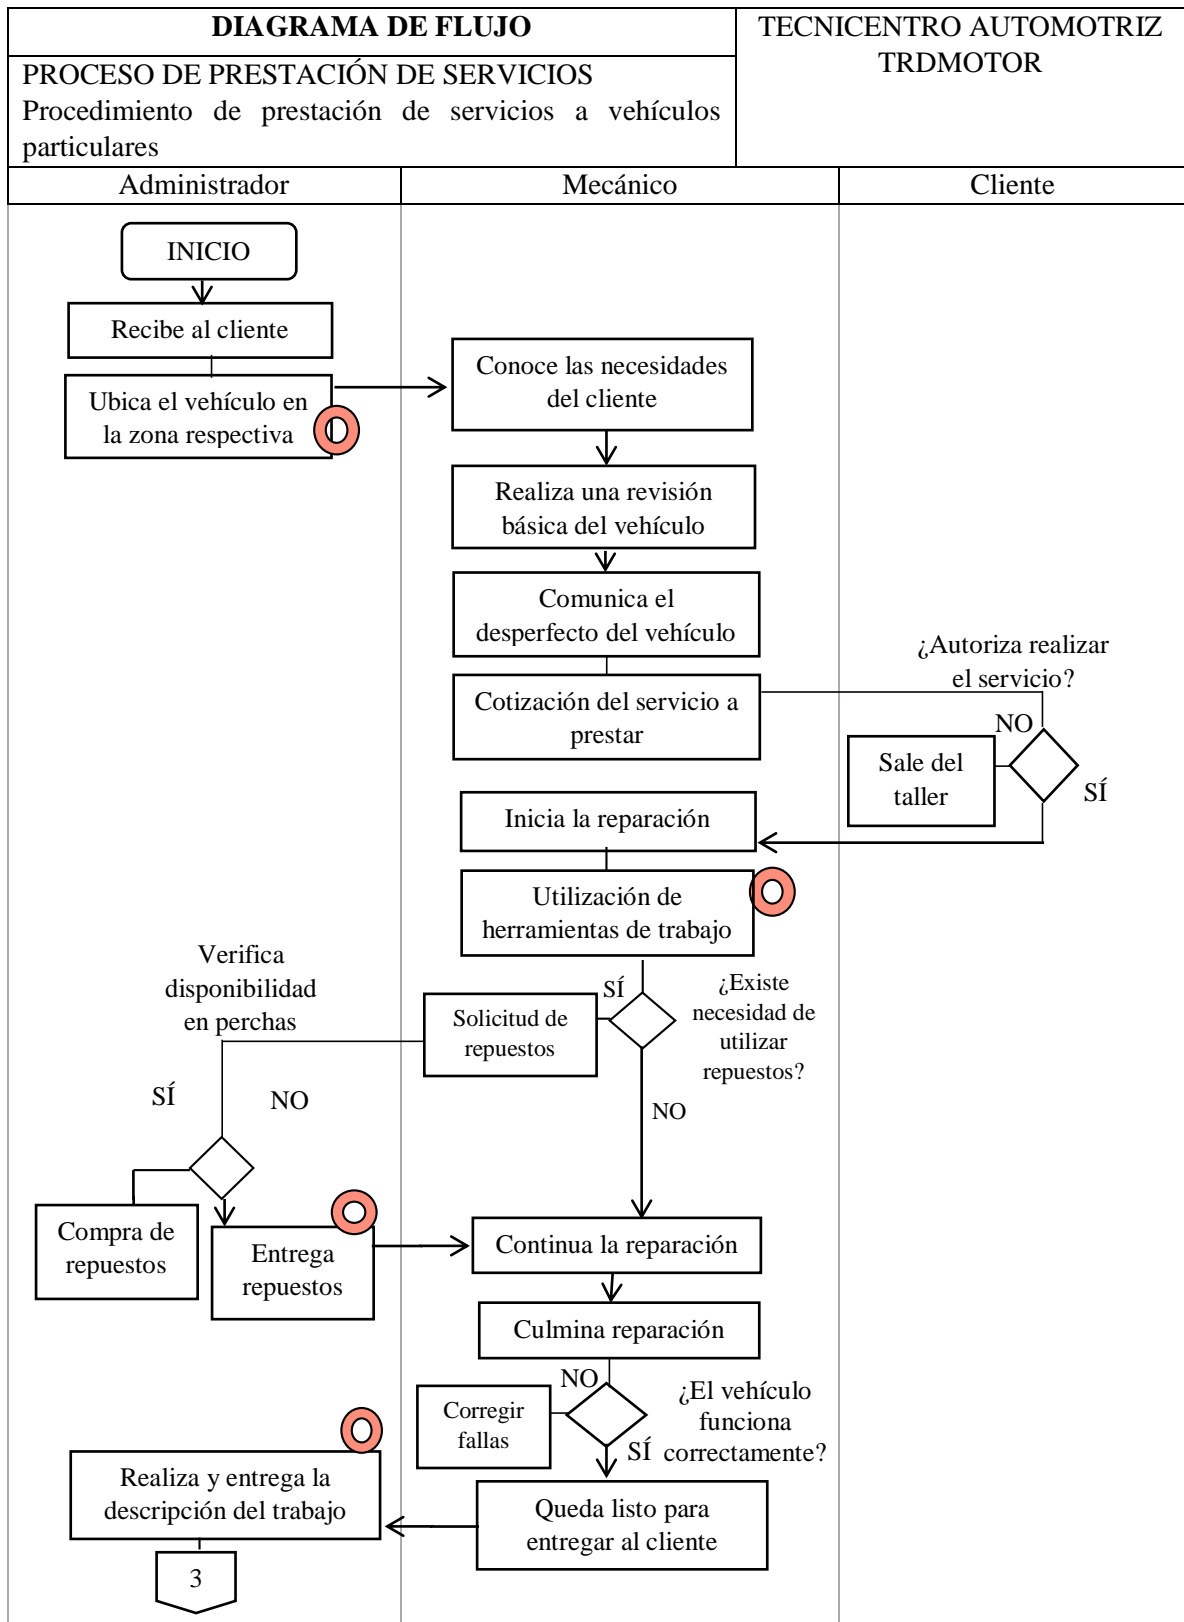 DIAGRAMA DE FLUJO
TECNICENTRO AUTOMOTRIZ
TRDMOTOR
PROCESO DE PRESTACIÓN DE SERVICIOS
Procedimiento de prestación de servicios a vehículos
particulares
Administrador
Mecánico
Cliente
INICIO
Recibe al cliente
Ubica el vehículo en
la zona respectiva
Conoce las necesidades
del cliente
Realiza una revisión
básica del vehículo
Comunica el
desperfecto del vehículo
Cotización del servicio a
prestar
¿Autoriza realizar
el servicio?
NO
Sale del
taller
SÍ
Inicia la reparación
Utilización de
herramientas de trabajo
¿Existe
necesidad de
utilizar
repuestos?
SÍ
Solicitud de
repuestos
NO
Verifica
disponibilidad
en perchas
SÍ
NO
Compra de
repuestos
Entrega
repuestos
Continua la reparación
Culmina reparación
NO
¿El vehículo
funciona
correctamente?
Corregir
fallas
SÍ
Queda listo para
entregar al cliente
Realiza y entrega la
descripción del trabajo
3